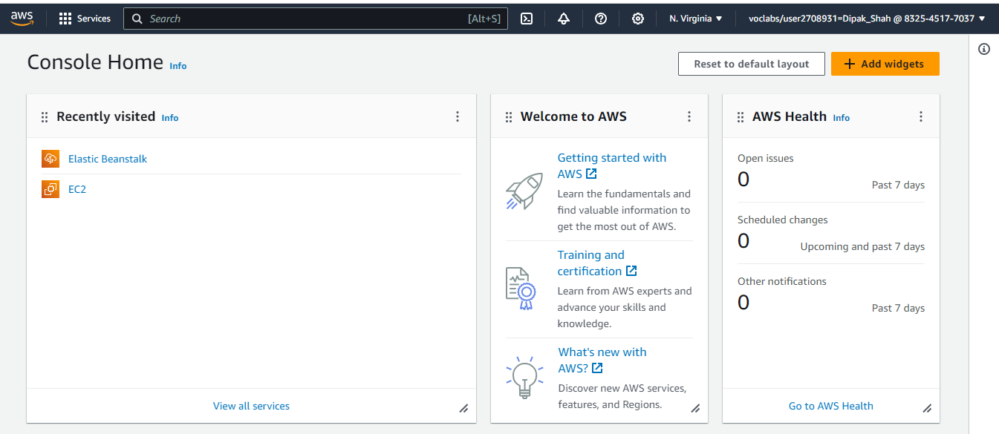 aws
Services
Search
[Alt+S]
N. Virginia
voclabs/user2708931=Dipak_Shah @ 8325-4517-7037
Console Home Info
Reset to default layout
Add widgets
Recently visited Info
Elastic Beanstalk
EC2
View all services
Welcome to AWS
Getting started with
AWS
Learn the fundamentals and
find valuable information to
get the most out of AWS.
Training and
certification
Learn from AWS experts and
advance your skills and
knowledge.
What's new with
AWS?
Discover new AWS services,
features, and Regions.
AWS Health Info
Open issues
0
Past 7 days
Scheduled changes
0
Upcoming and past 7 days
Other notifications
0
Past 7 days
Go to AWS Health